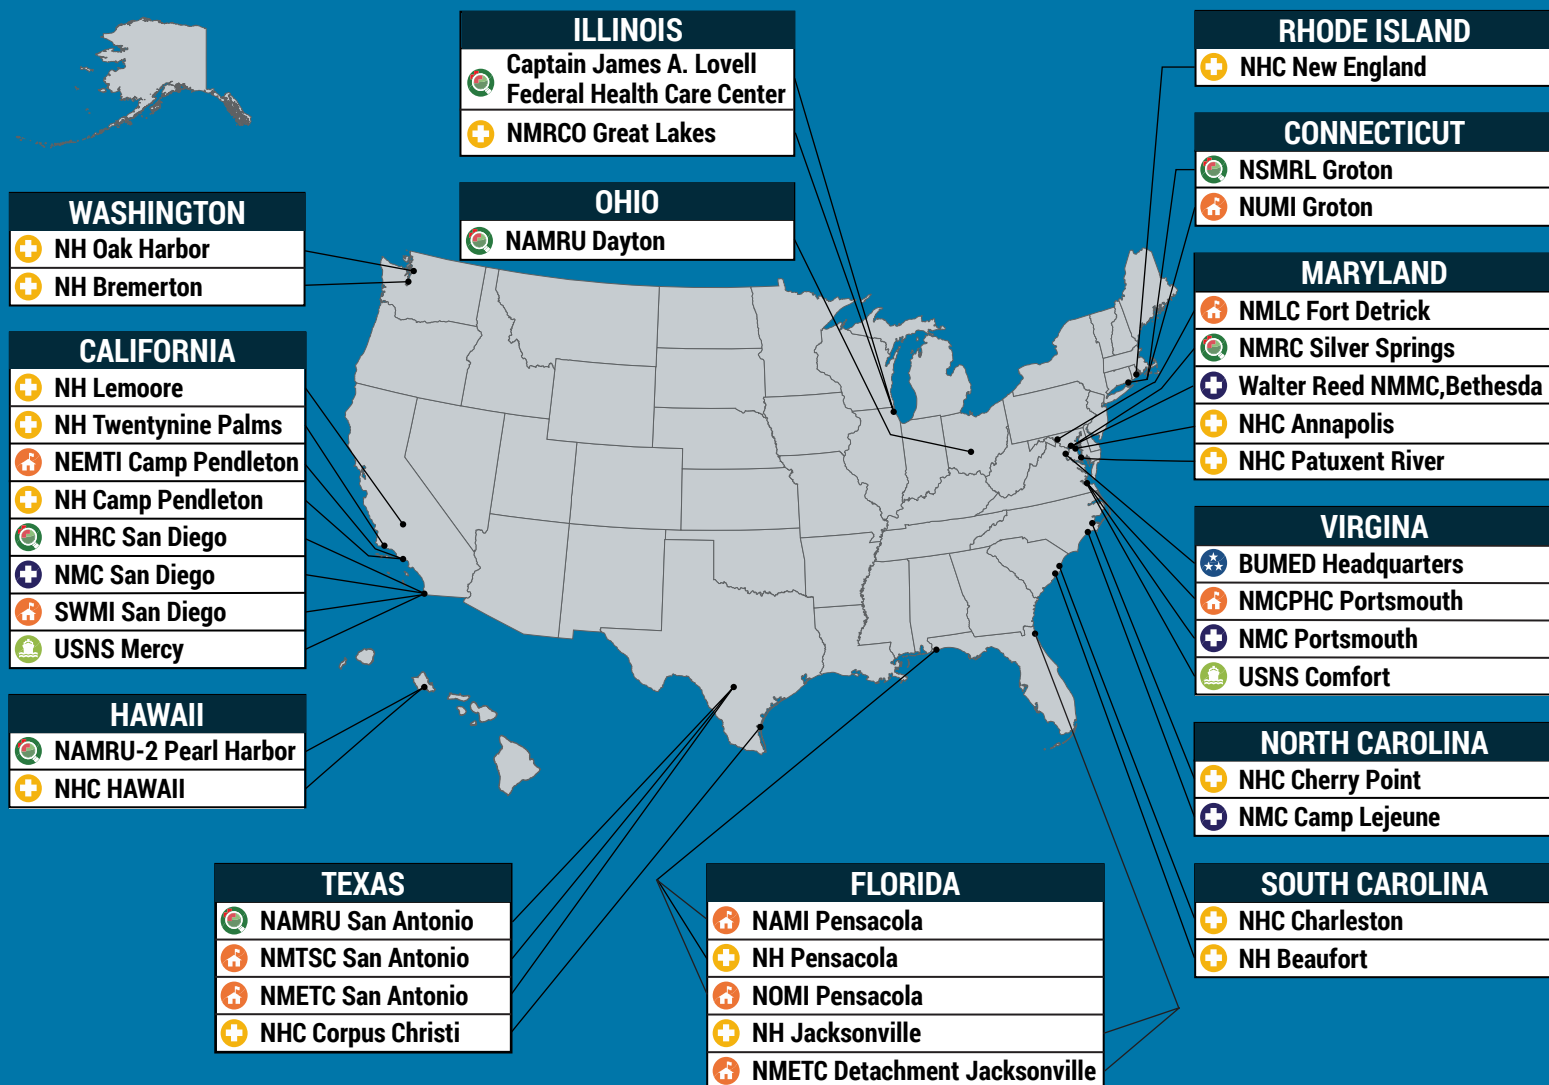 ILLINOIS
Captain James A. Lovell
Federal Health Care Center
NMRCO Great Lakes
OHIO
NAMRU Dayton
WASHINGTON
NH Oak Harbor
NH Bremerton
CALIFORNIA
NH Lemoore
NH Twentynine Palms
NEMTI Camp Pendleton
NH Camp Pendleton
NHRC San Diego
NMC San Diego
SWMI San Diego
USNS Mercy
HAWAII
NAMRU-2 Pearl Harbor
NHC HAWAII
TEXAS
NAMRU San Antonio
NMTSC San Antonio
NMETC San Antonio
NHC Corpus Christi
FLORIDA
NAMI Pensacola
NH Pensacola
NOMI Pensacola
NH Jacksonville
NMETC Detachment Jacksonville
RHODE ISLAND
NHC New England
CONNECTICUT
NSMRL Groton
NUMI Groton
MARYLAND
NMLC Fort Detrick
NMRC Silver Springs
Walter Reed NMMC,Bethesda
NHC Annapolis
NHC Patuxent River
VIRGINA
BUMED Headquarters
NMCPHC Portsmouth
NMC Portsmouth
USNS Comfort
NORTH CAROLINA
NHC Cherry Point
NMC Camp Lejeune
SOUTH CAROLINA
NHC Charleston
NH Beaufort